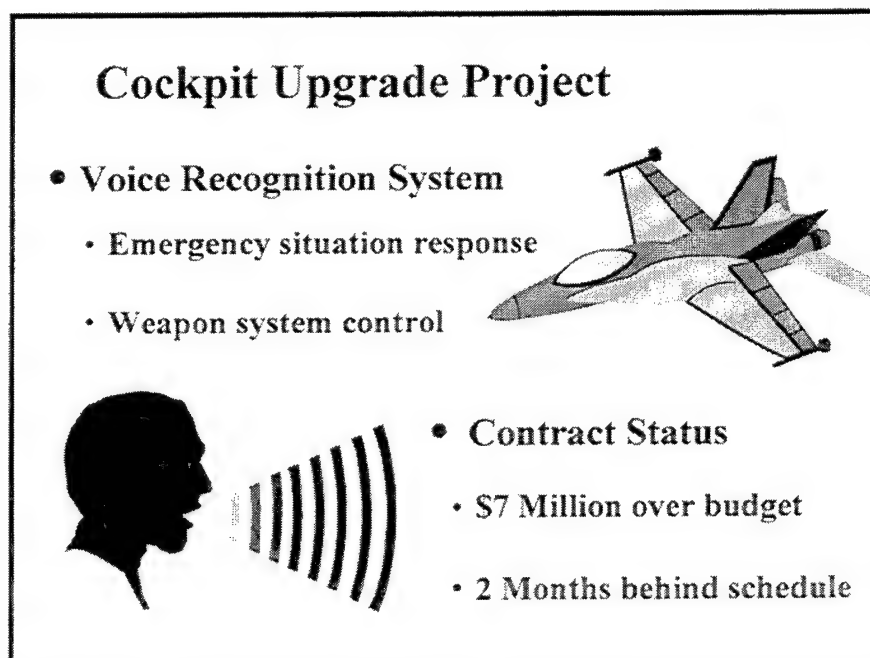 Cockpit Upgrade Project
• Voice Recognition System
• Emergency situation response
• Weapon system control
• Contract Status
• $7 Million over budget
• 2 Months behind schedule